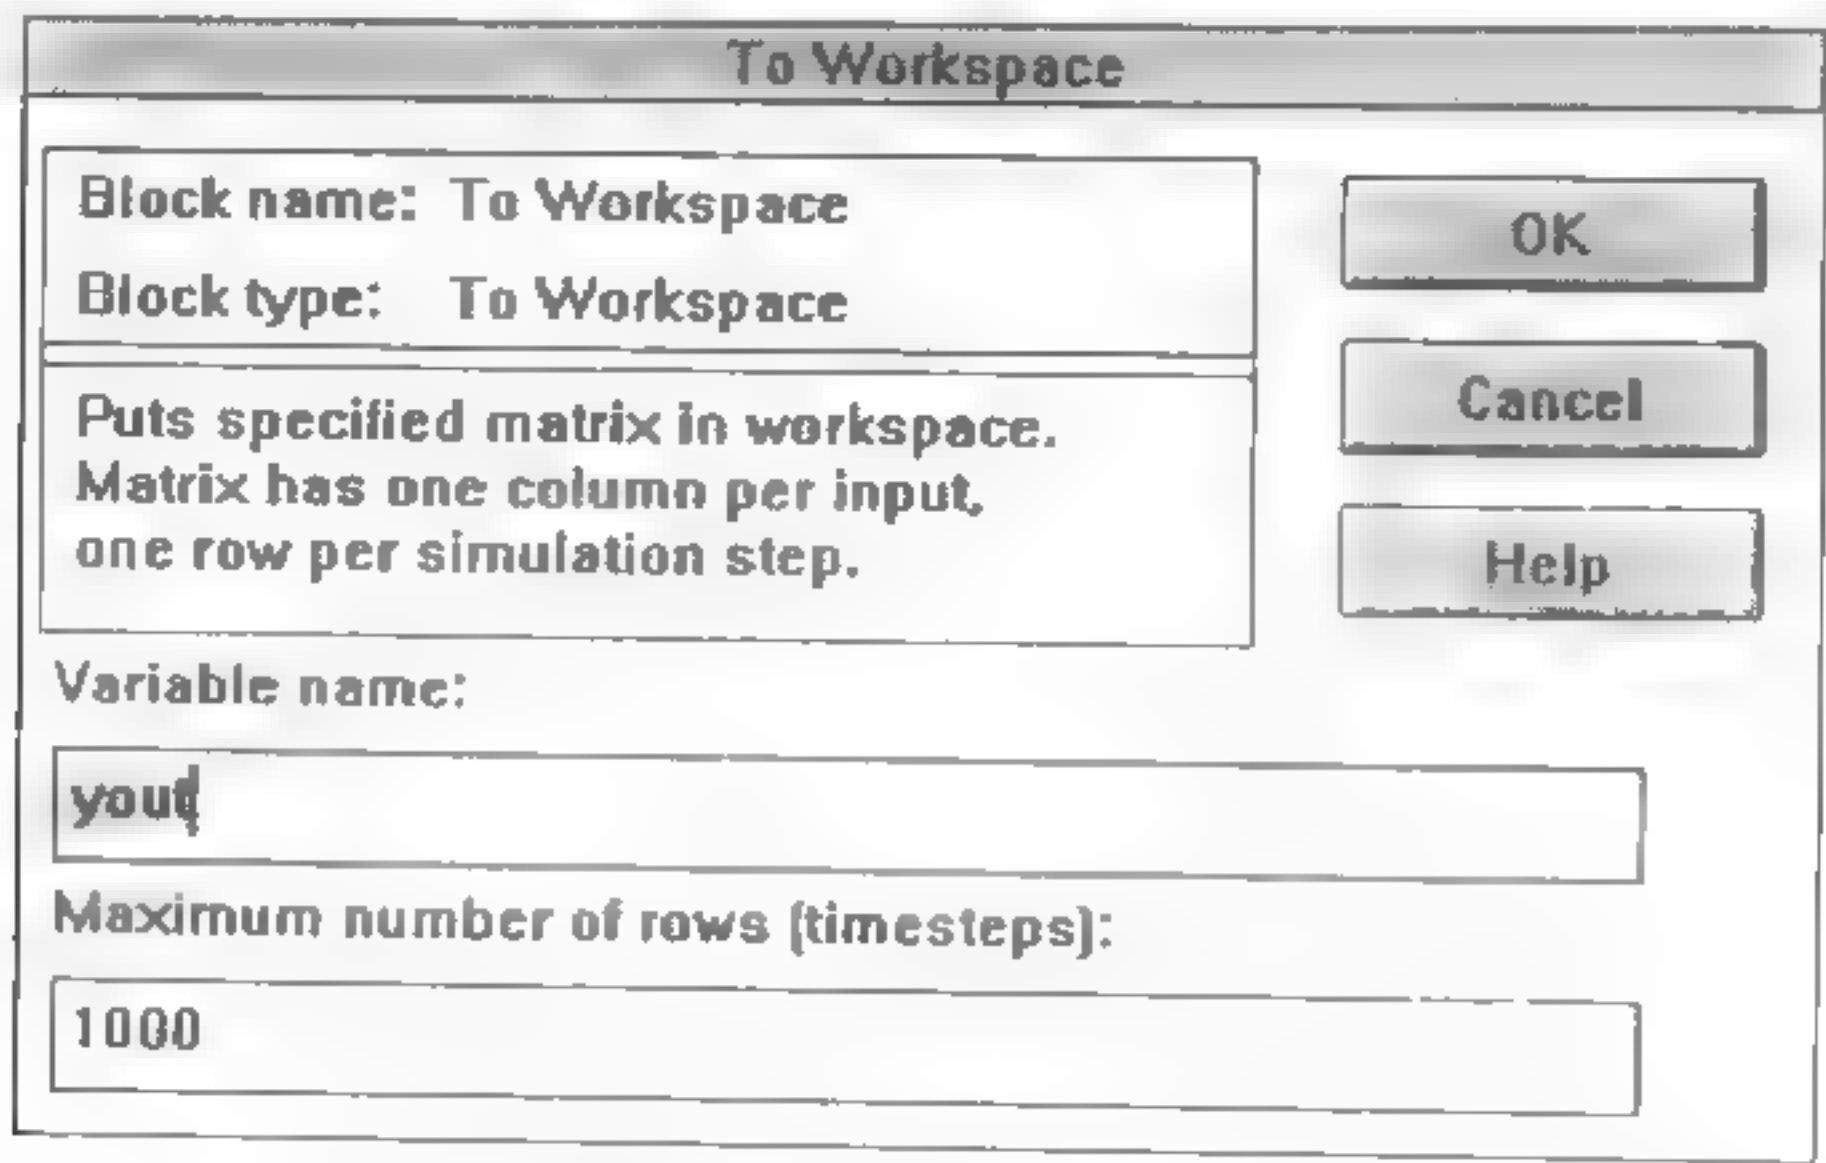 To Workspace
Block name: To Workspace
Block type: To Workspace
Puts specified matrix in workspace.
Matrix has one column per input,
one row per simulation step.
OK
Cancel
Help
Variable name:
yout
Maximum number of rows (timesteps):
1000